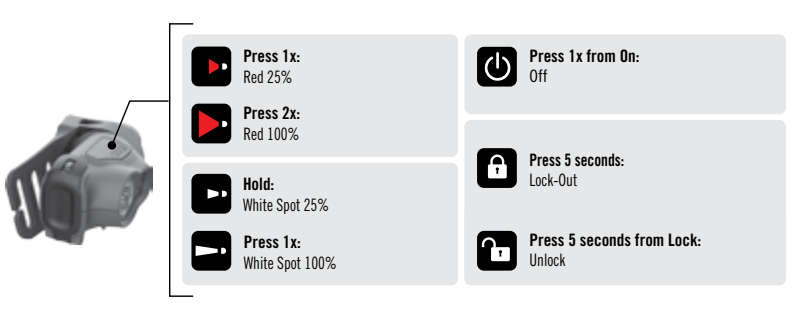 Press 1x:
Red 25%
Press 2x:
Red 100%
Hold:
White Spot 25%
Press 1x:
White Spot 100%
Press 1x from On:
Off
Press 5 seconds:
Lock-Out
Press 5 seconds from Lock:
Unlock